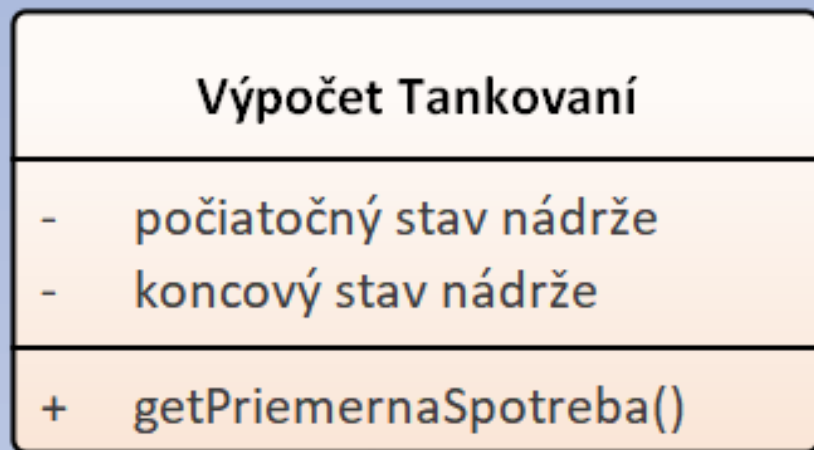 Výpočet Tankovaní
- počiatočný stav nádrže
- koncový stav nádrže
+ getPriemernaSpotreba()